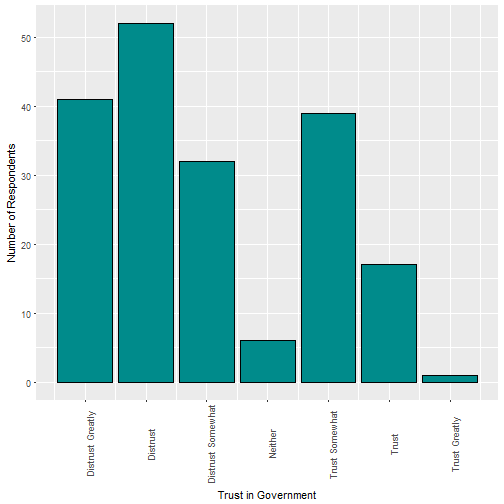 Number of Respondents
50
40
30
20
10
0
Distrust Greatly
Distrust
Distrust Somewhat
Neither
Trust Somewhat
Trust
Trust Greatly
Trust in Government